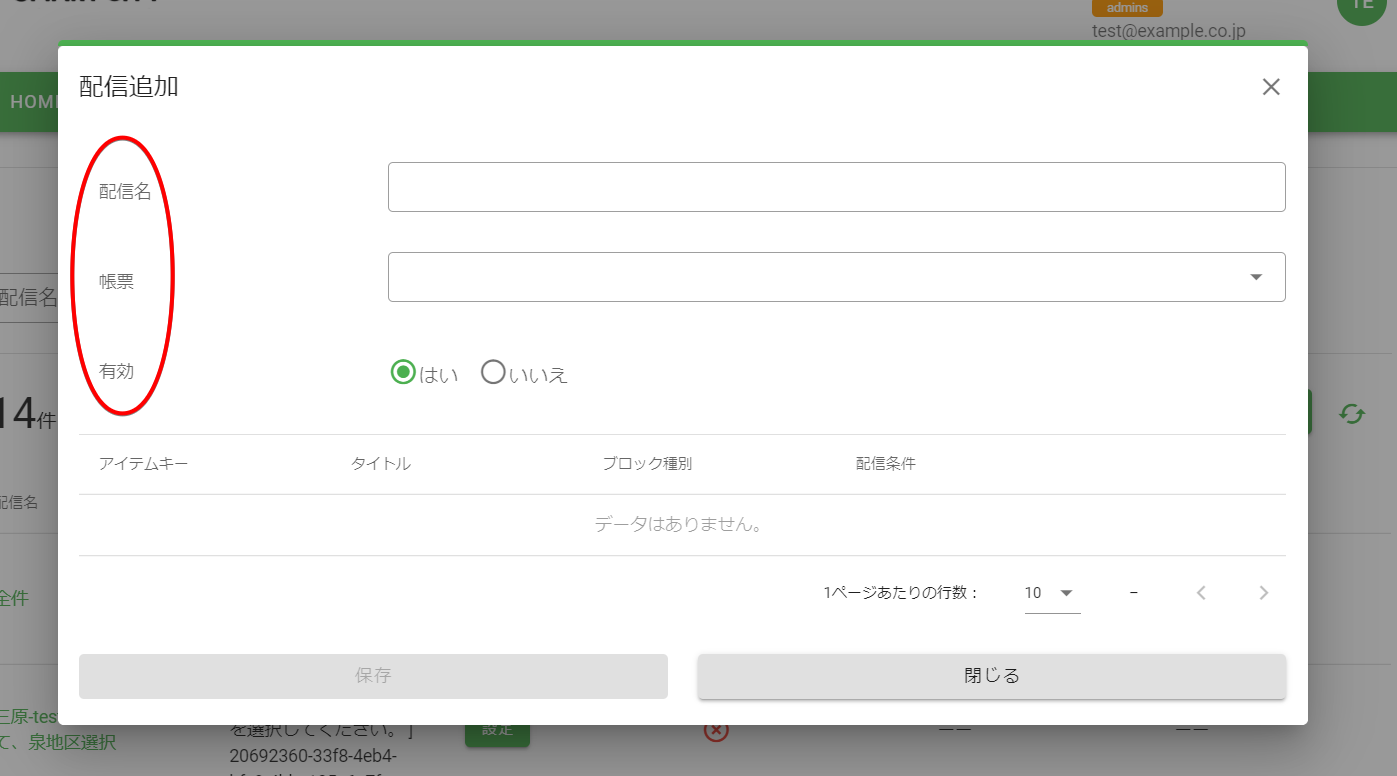 admins
TE
test@example.co.jp
配信追加
配信名
帳票
有効
はい いいえ
アイテムキー タイトル ブロック種別 配信条件
データはありません。
1ページあたりの行数： 10 –
保存 閉じる
配信名
14件
配信名
全件
三原-tes
て、泉地区選択
を選択してください。]
20692360-33f8-4eb4-
設定